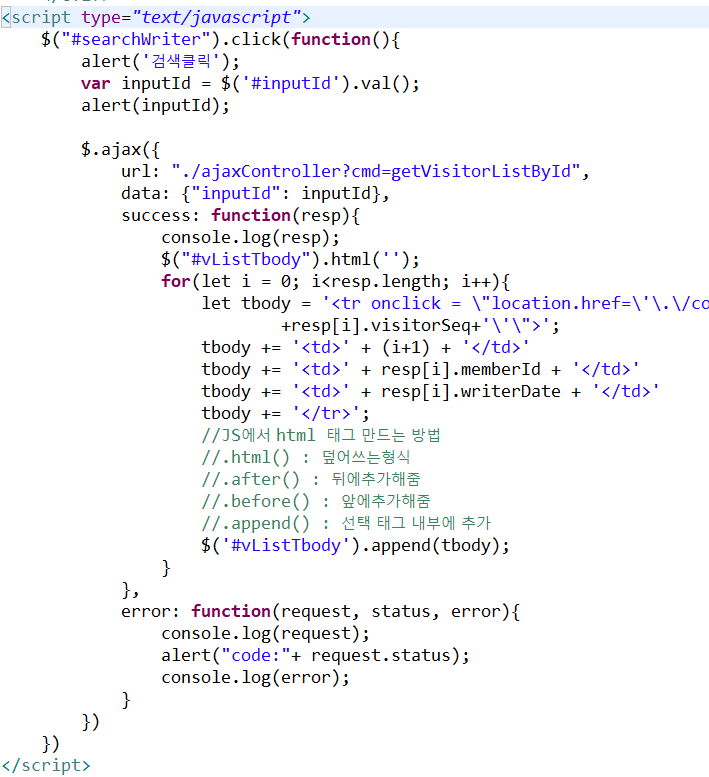 <script type="text/javascript">
$("#searchWriter").click(function(){
alert('검색클릭');
var inputId = $('#inputId').val();
alert(inputId);
$.ajax({
url: "./ajaxController?cmd=getVisitorListById",
data: {"inputId": inputId},
success: function(resp){
console.log(resp);
$("#vListTbody").html('');
for(let i = 0; i<resp.length; i++){
let tbody = '<tr onclick = \"location.href=\'\.\/co
+resp[i].visitorSeq+'\'\">';
tbody += '<td>' + (i+1) + '</td>'
tbody += '<td>' + resp[i].memberId + '</td>'
tbody += '<td>' + resp[i].writerDate + '</td>'
tbody += '</tr>';
//JS에서 html 태그 만드는 방법
//.html() : 덮어쓰는형식
//.after() : 뒤에추가해줌
//.before() : 앞에추가해줌
//.append() : 선택 태그 내부에 추가
$('#vListTbody').append(tbody);
}
},
error: function(request, status, error){
console.log(request);
alert("code:"+ request.status);
console.log(error);
}
})
})
</script>